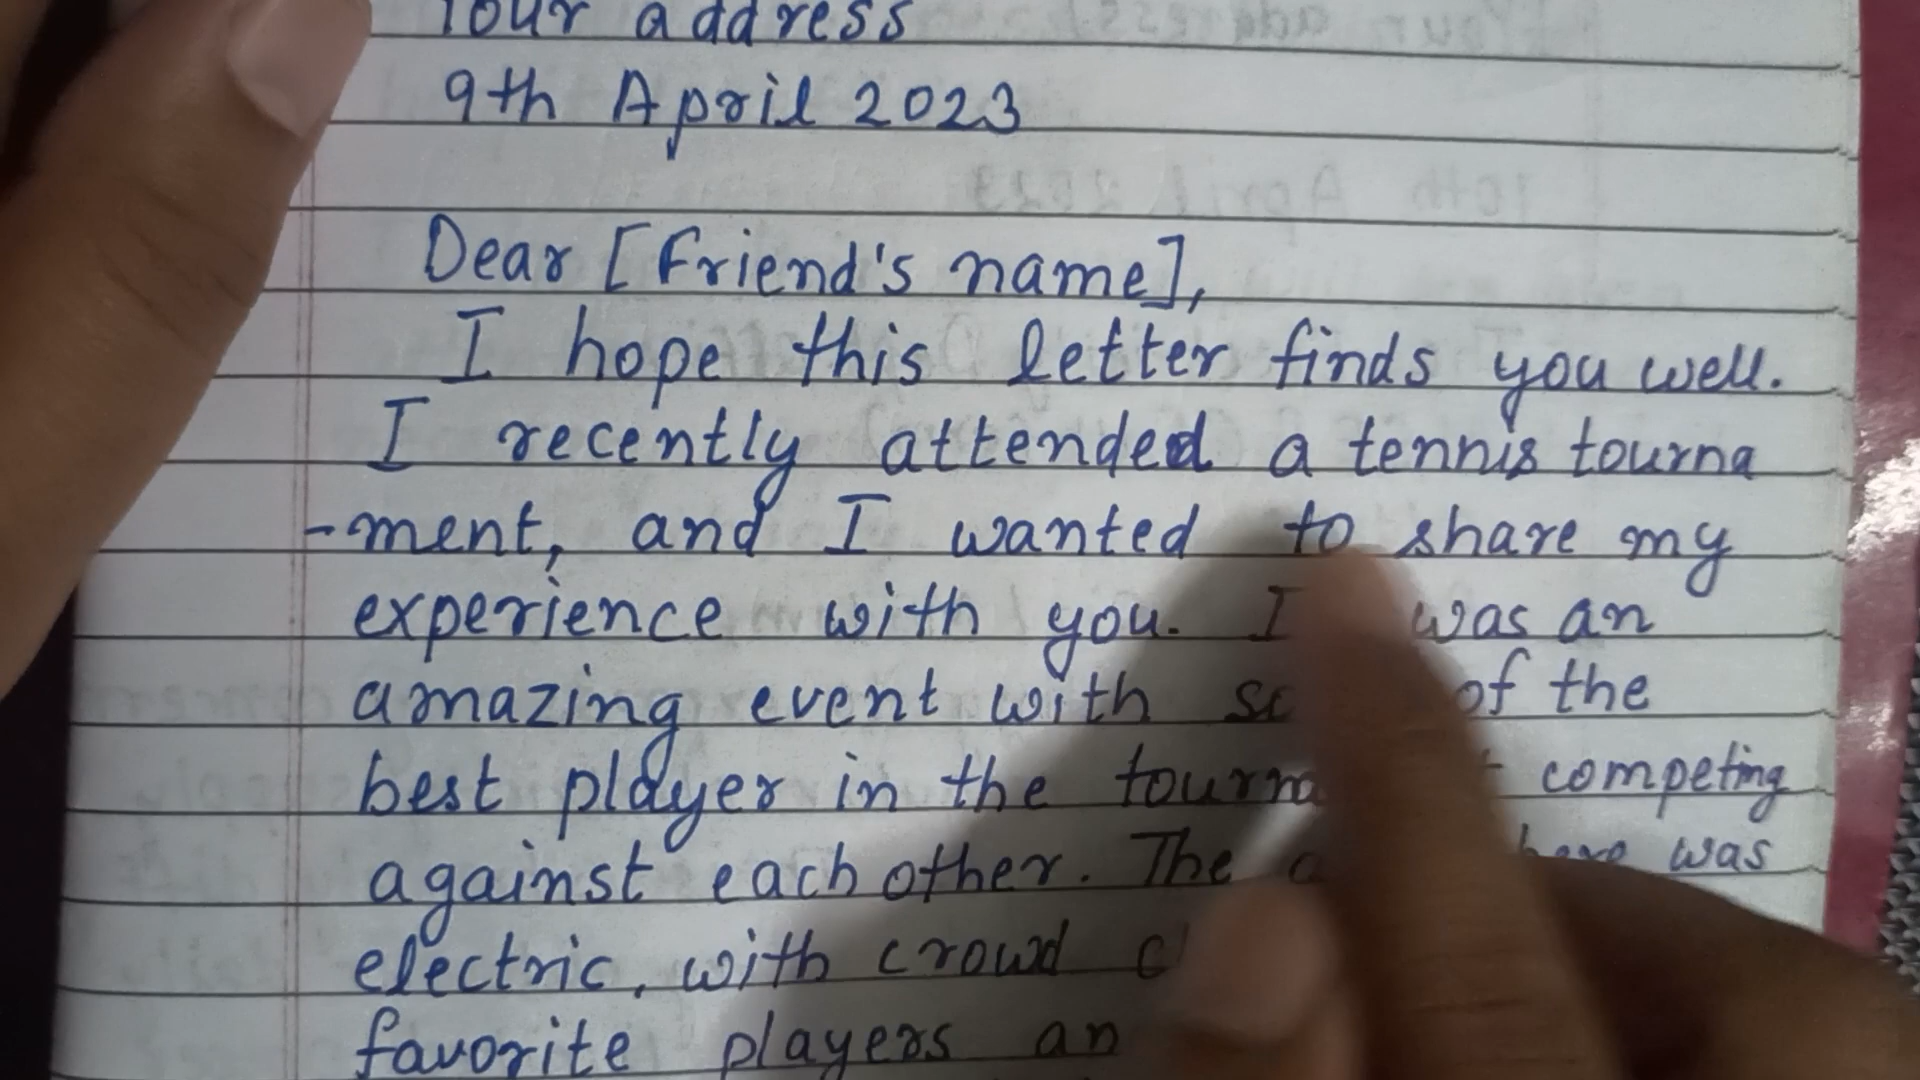 Your address
9th April 2023
Dear [Friend's name],
I hope this letter finds you well.
I recently attended a tennis tourna
-ment, and I wanted to share my
experience with you. I was an
amazing event with of the
best player in the competing
against each other. The was
electric, with crowd
favorite players